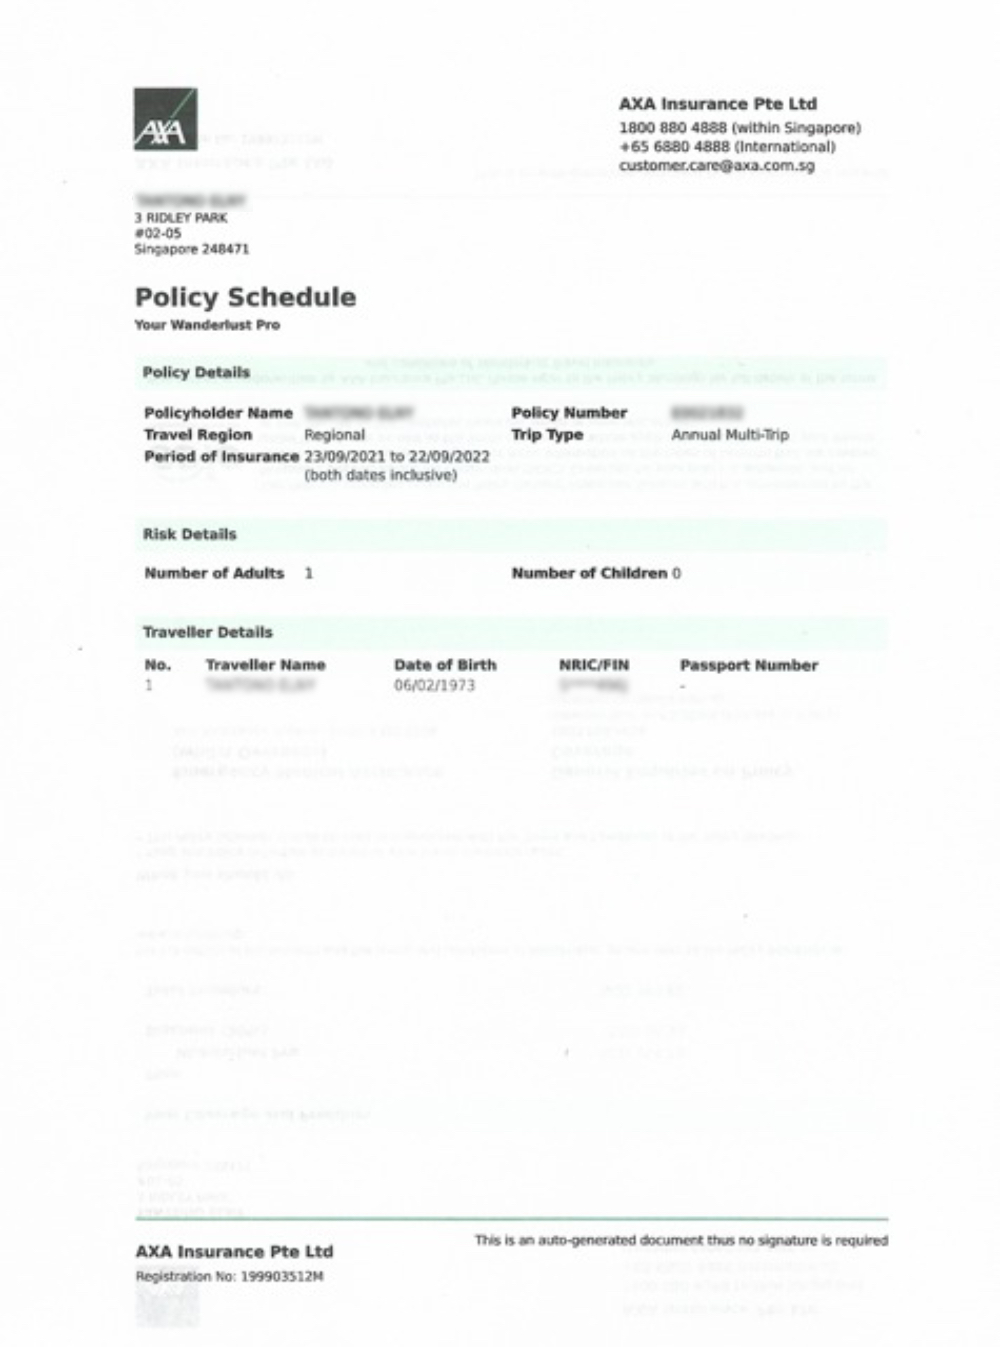 AXA
AXA Insurance Pte Ltd
1800 880 4888 (within Singapore)
+65 6880 4888 (International)
customer.care@axa.com.sg
3 RIDLEY PARK
#02-05
Singapore 248471
Policy Schedule
Your Wanderlust Pro
Policy Details
Policyholder Name Policy Number
Travel Region Regional Trip Type Annual Multi-Trip
Period of Insurance 23/09/2021 to 22/09/2022
(both dates inclusive)
Risk Details
Number of Adults 1 Number of Children 0
Traveller Details
No. Traveller Name Date of Birth NRIC/FIN Passport Number
1 06/02/1973 -
This is an auto-generated document thus no signature is required
AXA Insurance Pte Ltd
Registration No: 199903512M